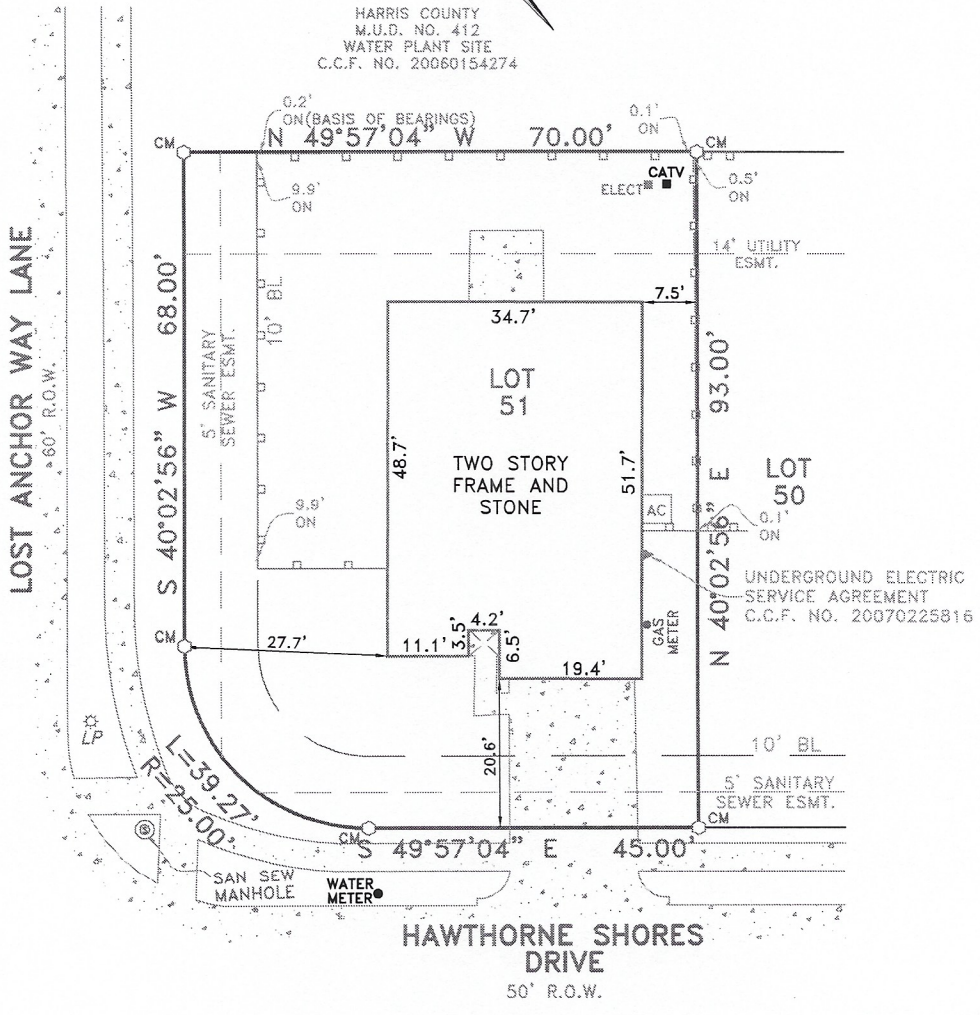 HARRIS COUNTY
M.U.D. NO. 412
WATER PLANT SITE
C.C.F. NO. 20060154274
0.2'
ON(BASIS OF BEARINGS)
0.1'
ON
CM
N 49°57'04" W 70.00'
CM
9.9'
ON
ELECT
CATV
0.5'
ON
14' UTILITY
ESMT.
7.5'
34.7'
LOST ANCHOR WAY LANE
60' R.O.W.
S 40°02'56" W 68.00'
5' SANITARY
SEWER ESMT.
10' BL
LOT
51
48.7'
TWO STORY
FRAME AND
STONE
51.7'
N 40°02'56" E 93.00'
LOT
50
9.9'
ON
AC
0.1'
ON
UNDERGROUND ELECTRIC
SERVICE AGREEMENT
C.C.F. NO. 20070225816
CM
27.7'
11.1'
3.5'
4.2'
6.5'
GAS
METER
19.4'
20.6'
LP
L=39.27'
R=25.00'
10' BL
5' SANITARY
SEWER ESMT.
CM
CM
S 49°57'04" E 45.00'
S
SAN SEW
MANHOLE
WATER
METER
HAWTHORNE SHORES
DRIVE
50' R.O.W.